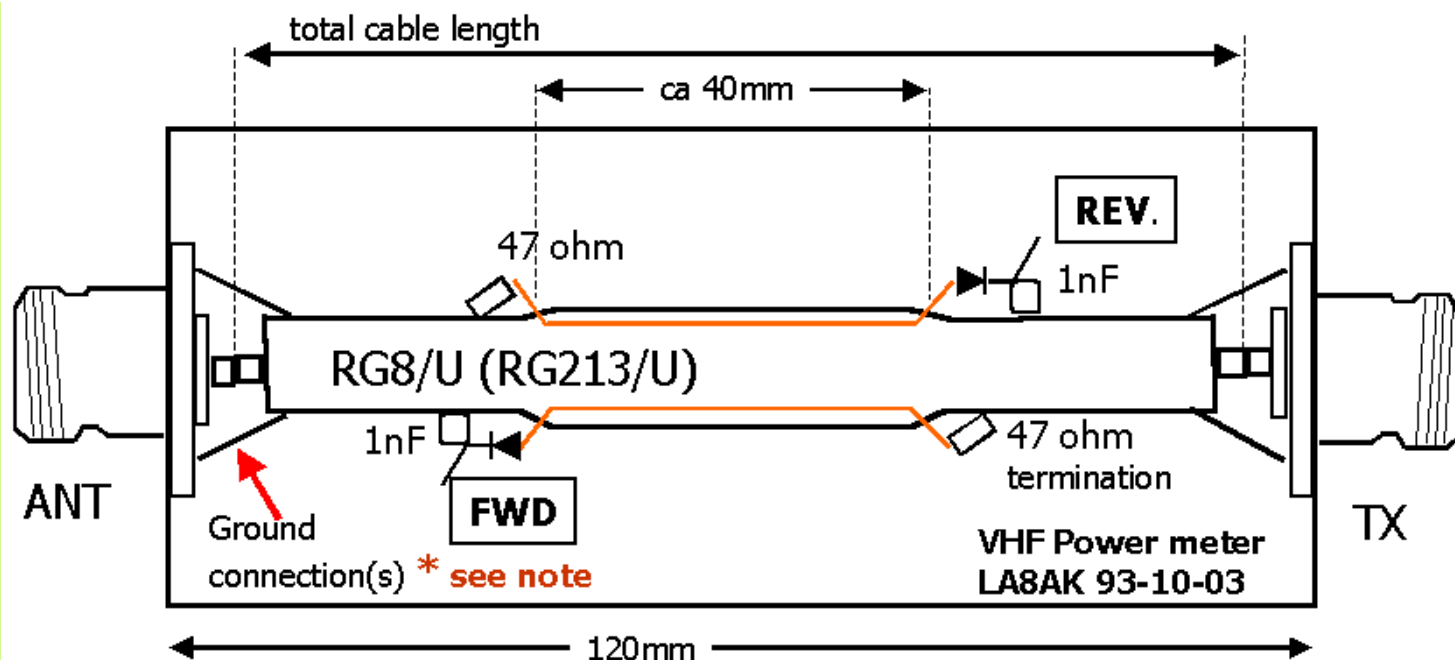 total cable length
ca 40mm
REV.
47 ohm
1nF
RG8/U (RG213/U)
1nF
47 ohm
termination
ANT
FWD
TX
Ground
connection(s) * see note
VHF Power meter
LA8AK 93-10-03
120mm